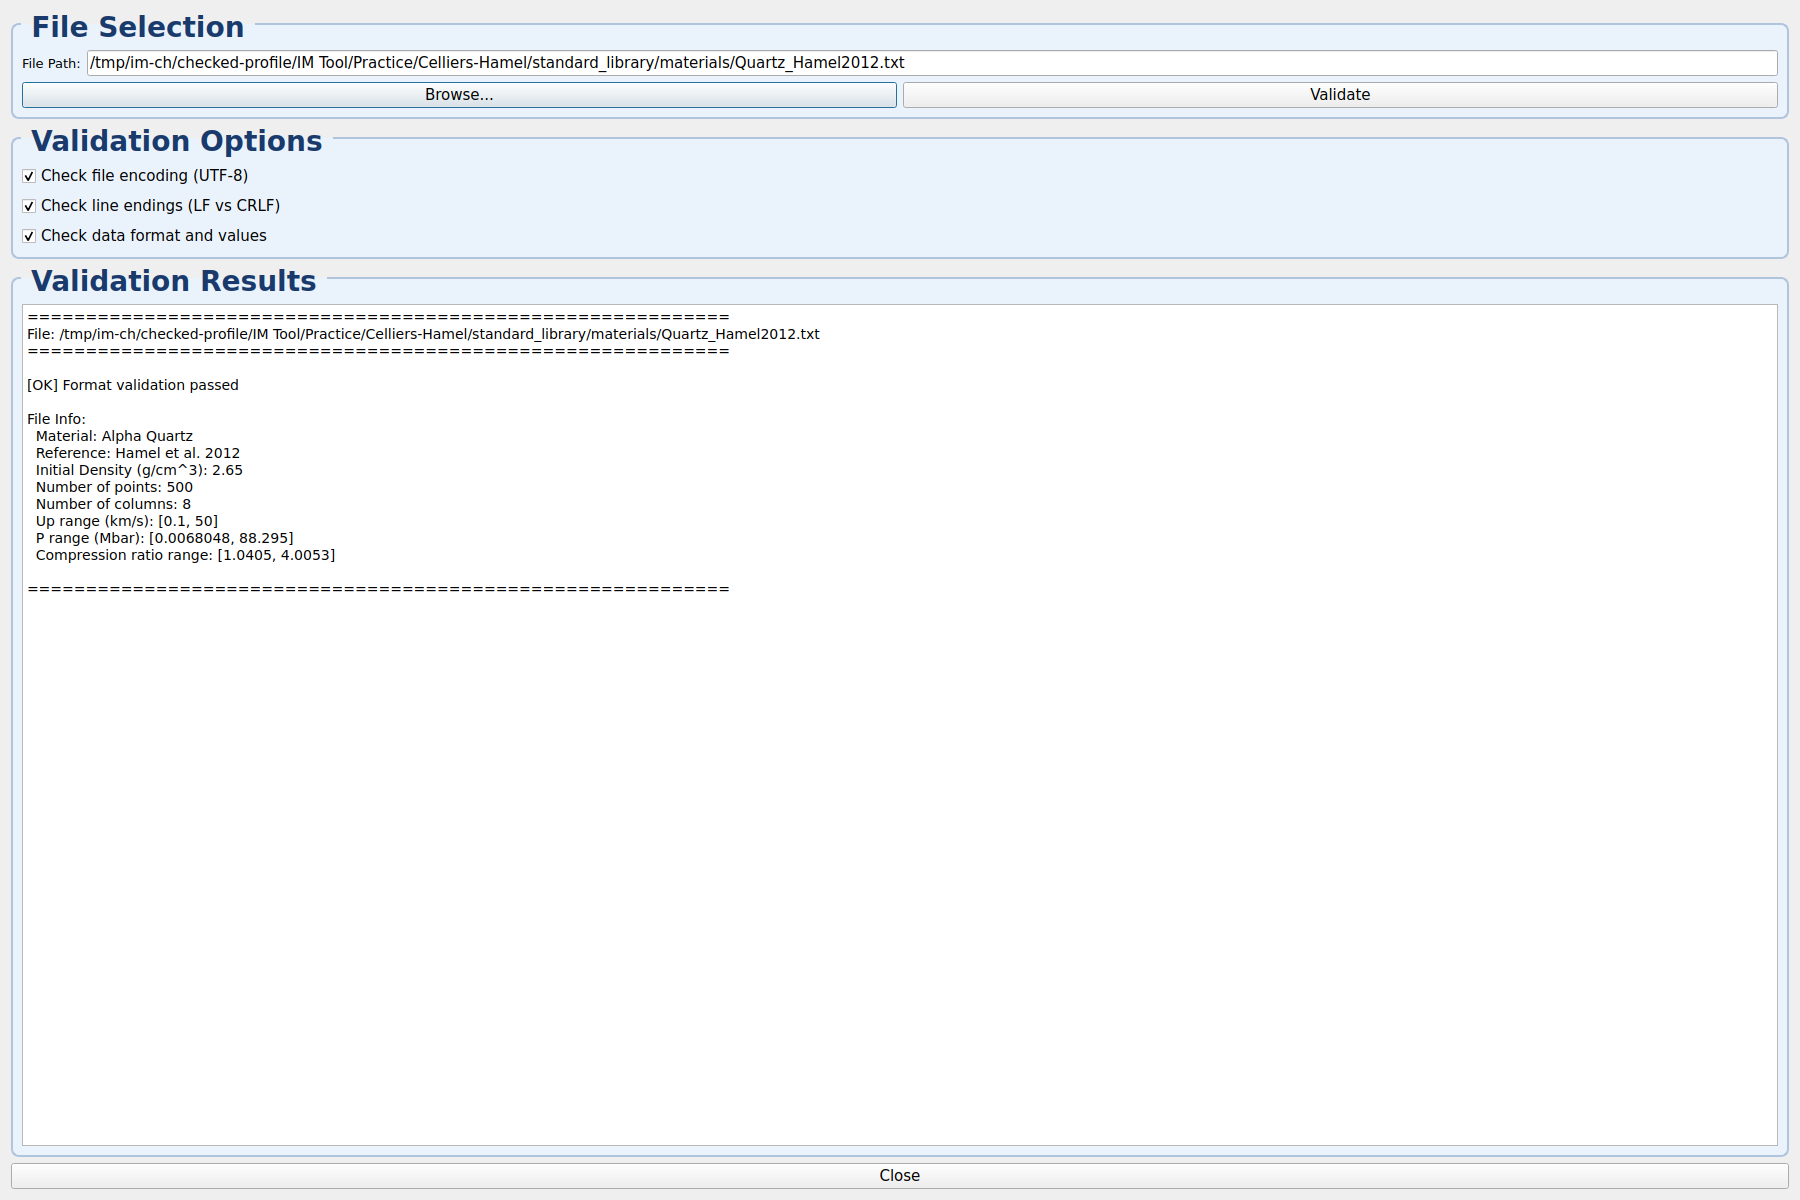 File Selection
File Path: /tmp/im-ch/checked-profile/IM Tool/Practice/Celliers-Hamel/standard_library/materials/Quartz_Hamel2012.txt
Browse... Validate
Validation Options
Check file encoding (UTF-8)
Check line endings (LF vs CRLF)
Check data format and values
Validation Results
============================================================
File: /tmp/im-ch/checked-profile/IM Tool/Practice/Celliers-Hamel/standard_library/materials/Quartz_Hamel2012.txt
============================================================
[OK] Format validation passed
File Info:
Material: Alpha Quartz
Reference: Hamel et al. 2012
Initial Density (g/cm^3): 2.65
Number of points: 500
Number of columns: 8
Up range (km/s): [0.1, 50]
P range (Mbar): [0.0068048, 88.295]
Compression ratio range: [1.0405, 4.0053]
============================================================
Close